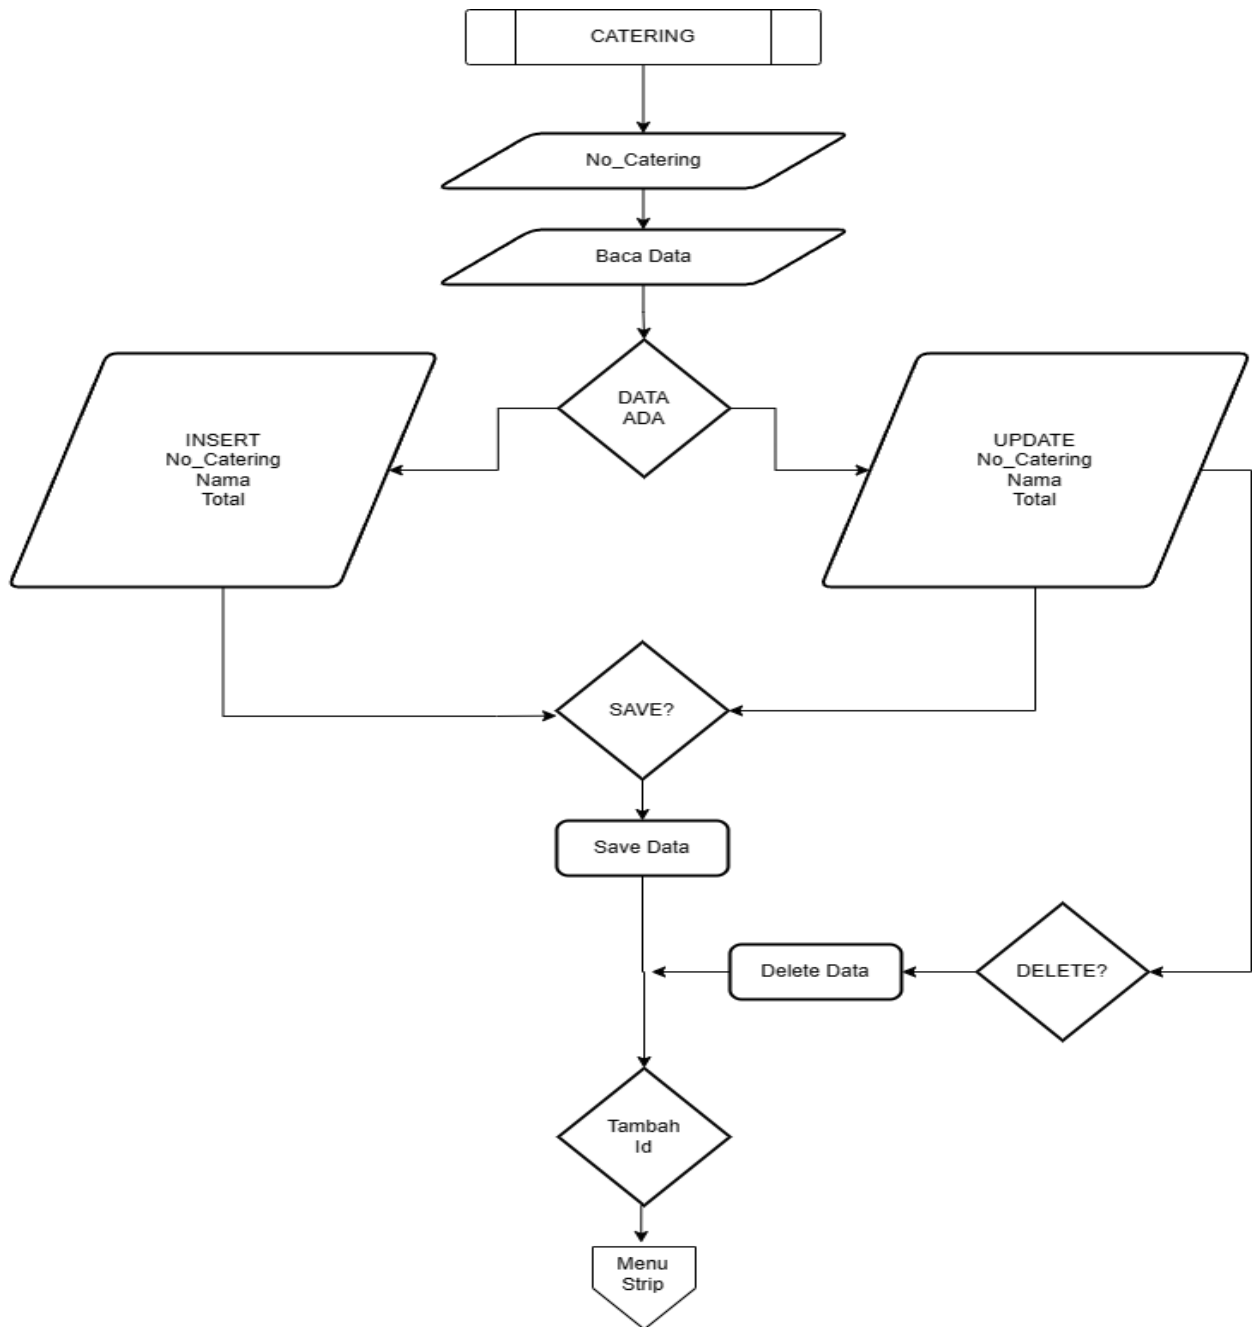 CATERING
No_Catering
Baca Data
DATA
ADA
INSERT
No_Catering
Nama
Total
UPDATE
No_Catering
Nama
Total
SAVE?
Save Data
Delete Data
DELETE?
Tambah
Id
Menu
Strip